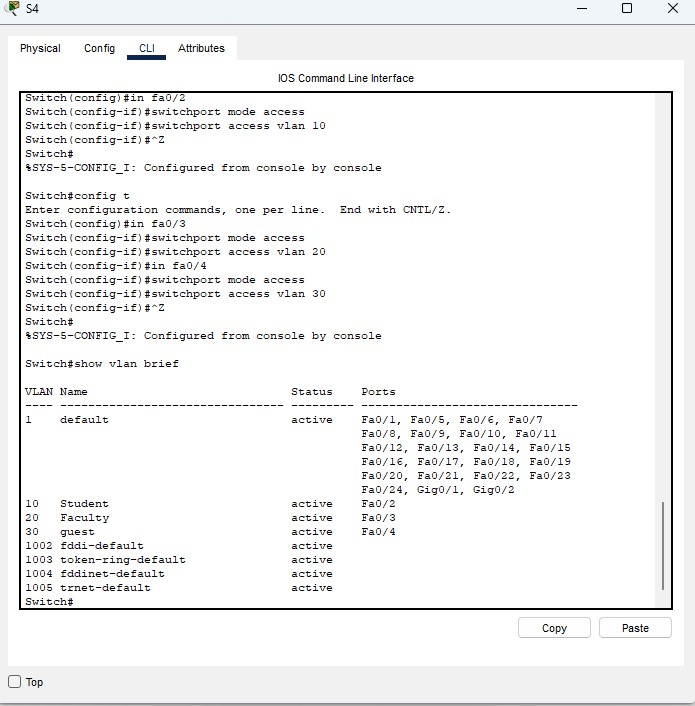 S4
Physical Config CLI Attributes
IOS Command Line Interface
Switch(config)#in fa0/2
Switch(config-if)#switchport mode access
Switch(config-if)#switchport access vlan 10
Switch(config-if)#^Z
Switch#
%SYS-5-CONFIG_I: Configured from console by console

Switch#config t
Enter configuration commands, one per line.  End with CNTL/Z.
Switch(config)#in fa0/3
Switch(config-if)#switchport mode access
Switch(config-if)#switchport access vlan 20
Switch(config-if)#in fa0/4
Switch(config-if)#switchport mode access
Switch(config-if)#switchport access vlan 30
Switch(config-if)#^Z
Switch#
%SYS-5-CONFIG_I: Configured from console by console

Switch#show vlan brief

VLAN Name                             Status    Ports
---- -------------------------------- --------- -------------------------------
1    default                          active    Fa0/1, Fa0/5, Fa0/6, Fa0/7
                                                Fa0/8, Fa0/9, Fa0/10, Fa0/11
                                                Fa0/12, Fa0/13, Fa0/14, Fa0/15
                                                Fa0/16, Fa0/17, Fa0/18, Fa0/19
                                                Fa0/20, Fa0/21, Fa0/22, Fa0/23
                                                Fa0/24, Gig0/1, Gig0/2
10   Student                          active    Fa0/2
20   Faculty                          active    Fa0/3
30   guest                            active    Fa0/4
1002 fddi-default                     active
1003 token-ring-default               active
1004 fddinet-default                  active
1005 trnet-default                    active
Switch#
Copy Paste
Top